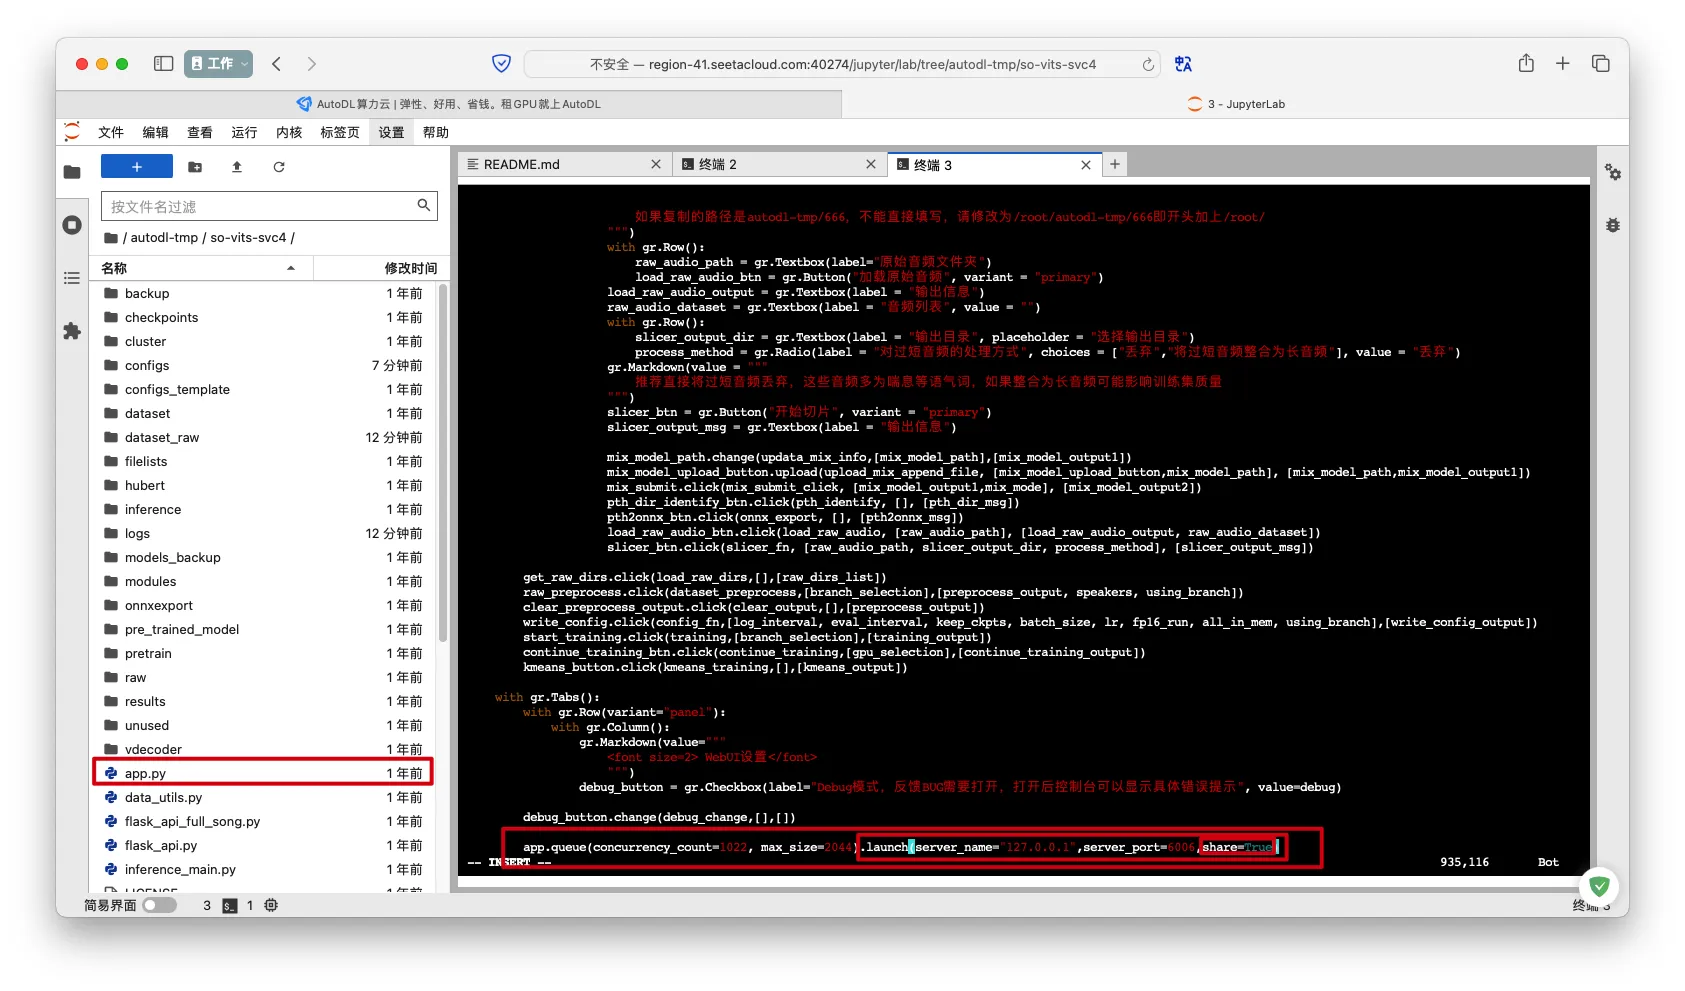 工作
不安全 — region-41.seetacloud.com:40274/jupyter/lab/tree/autodl-tmp/so-vits-svc4
AutoDL算力云 | 弹性、好用、省钱。租GPU就上AutoDL
3 - JupyterLab
文件 编辑 查看 运行 内核 标签页 设置 帮助
README.md
终端 2
终端 3
按文件名过滤
/ autodl-tmp / so-vits-svc4 /
名称 修改时间
backup 1 年前
checkpoints 1 年前
cluster 1 年前
configs 7 分钟前
configs_template 1 年前
dataset 1 年前
dataset_raw 12 分钟前
filelists 1 年前
hubert 1 年前
inference 1 年前
logs 12 分钟前
models_backup 1 年前
modules 1 年前
onnxexport 1 年前
pre_trained_model 1 年前
pretrain 1 年前
raw 1 年前
results 1 年前
unused 1 年前
vdecoder 1 年前
app.py 1 年前
data_utils.py 1 年前
flask_api_full_song.py 1 年前
flask_api.py 1 年前
inference_main.py 1 年前
LICENSE 1 年前
如果复制的路径是autodl-tmp/666，不能直接填写，请修改为/root/autodl-tmp/666即开头加上/root/
""")
with gr.Row():
raw_audio_path = gr.Textbox(label="原始音频文件夹")
load_raw_audio_btn = gr.Button("加载原始音频", variant = "primary")
load_raw_audio_output = gr.Textbox(label = "输出信息")
raw_audio_dataset = gr.Textbox(label = "音频列表", value = "")
with gr.Row():
slicer_output_dir = gr.Textbox(label = "输出目录", placeholder = "选择输出目录")
process_method = gr.Radio(label = "对过短音频的处理方式", choices = ["丢弃","将过短音频整合为长音频"], value = "丢弃")
gr.Markdown(value = """
推荐直接将过短音频丢弃，这些音频多为喘息等语气词，如果整合为长音频可能影响训练集质量
""")
slicer_btn = gr.Button("开始切片", variant = "primary")
slicer_output_msg = gr.Textbox(label = "输出信息")
mix_model_path.change(updata_mix_info,[mix_model_path],[mix_model_output1])
mix_model_upload_button.upload(upload_mix_append_file, [mix_model_upload_button,mix_model_path], [mix_model_path,mix_model_output1])
mix_submit.click(mix_submit_click, [mix_model_output1,mix_mode], [mix_model_output2])
pth_dir_identify_btn.click(pth_identify, [], [pth_dir_msg])
pth2onnx_btn.click(onnx_export, [], [pth2onnx_msg])
load_raw_audio_btn.click(load_raw_audio, [raw_audio_path], [load_raw_audio_output, raw_audio_dataset])
slicer_btn.click(slicer_fn, [raw_audio_path, slicer_output_dir, process_method], [slicer_output_msg])
get_raw_dirs.click(load_raw_dirs,[],[raw_dirs_list])
raw_preprocess.click(dataset_preprocess,[branch_selection],[preprocess_output, speakers, using_branch])
clear_preprocess_output.click(clear_output,[],[preprocess_output])
write_config.click(config_fn,[log_interval, eval_interval, keep_ckpts, batch_size, lr, fp16_run, all_in_mem, using_branch],[write_config_output])
start_training.click(training,[branch_selection],[training_output])
continue_training_btn.click(continue_training,[gpu_selection],[continue_training_output])
kmeans_button.click(kmeans_training,[],[kmeans_output])
with gr.Tabs():
with gr.Row(variant="panel"):
with gr.Column():
gr.Markdown(value="""
<font size=2> WebUI设置</font>
""")
debug_button = gr.Checkbox(label="Debug模式，反馈BUG需要打开，打开后控制台可以显示具体错误提示", value=debug)
debug_button.change(debug_change,[],[])
app.queue(concurrency_count=1022, max_size=2044).launch(server_name="127.0.0.1",server_port=6006,share=True)
-- INSERT -- 935,116 Bot
简易界面 3 1 终端 3